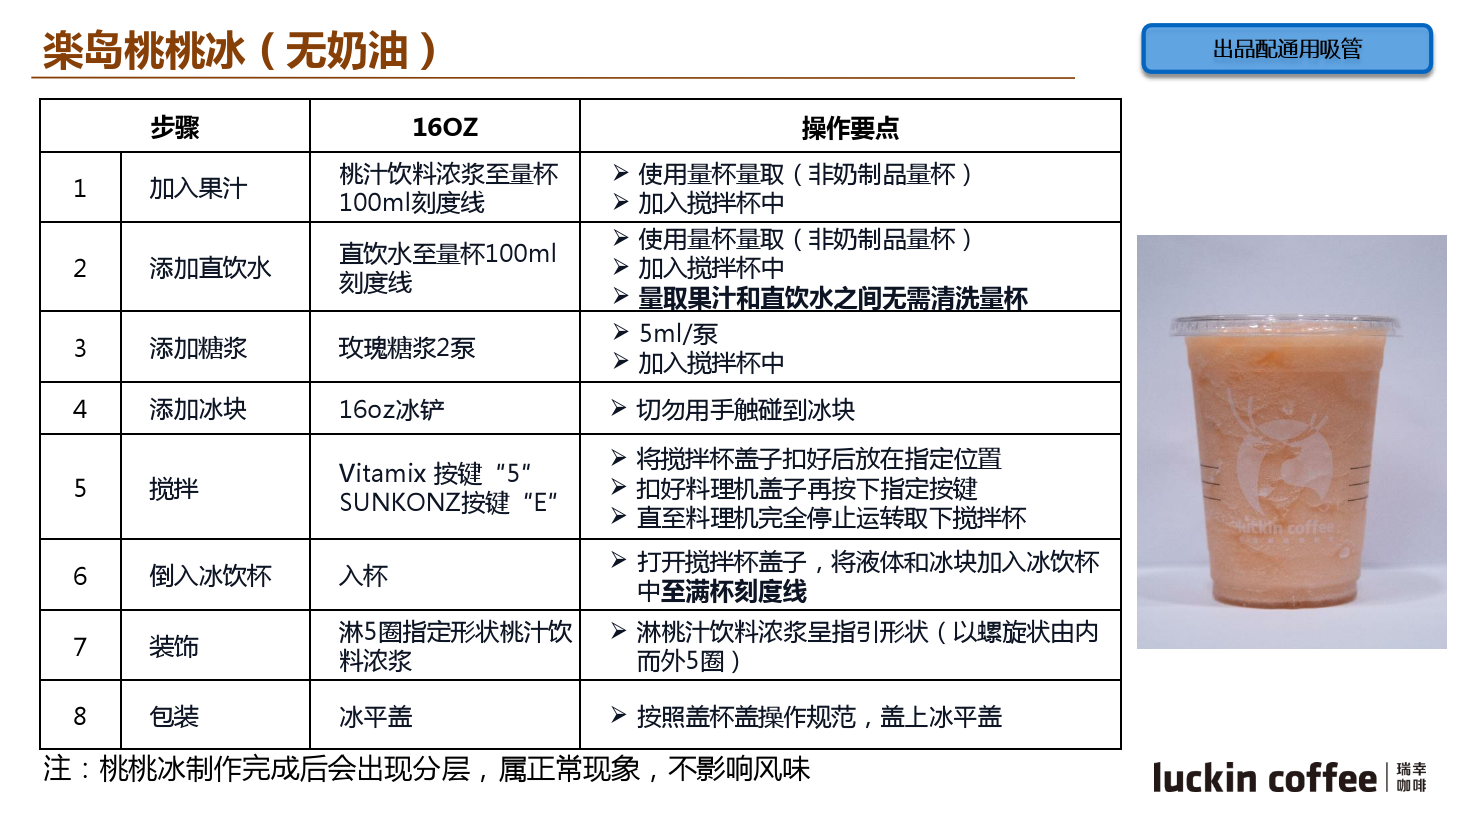 楽岛桃桃冰（无奶油）
出品配通用吸管
步骤
16OZ
操作要点
1
加入果汁
桃汁饮料浓浆至量杯
100ml刻度线
➢ 使用量杯量取（非奶制品量杯）
➢ 加入搅拌杯中
2
添加直饮水
直饮水至量杯100ml
刻度线
➢ 使用量杯量取（非奶制品量杯）
➢ 加入搅拌杯中
➢ 量取果汁和直饮水之间无需清洗量杯
3
添加糖浆
玫瑰糖浆2泵
➢ 5ml/泵
➢ 加入搅拌杯中
4
添加冰块
16oz冰铲
➢ 切勿用手触碰到冰块
5
搅拌
Vitamix 按键“5“
SUNKONZ按键“E“
➢ 将搅拌杯盖子扣好后放在指定位置
➢ 扣好料理机盖子再按下指定按键
➢ 直至料理机完全停止运转取下搅拌杯
6
倒入冰饮杯
入杯
➢ 打开搅拌杯盖子，将液体和冰块加入冰饮杯
中至满杯刻度线
7
装饰
淋5圈指定形状桃汁饮
料浓浆
➢ 淋桃汁饮料浓浆呈指引形状（以螺旋状由内
而外5圈）
8
包装
冰平盖
➢ 按照盖杯盖操作规范，盖上冰平盖
注：桃桃冰制作完成后会出现分层，属正常现象，不影响风味
luckin coffee
luckin coffee
瑞幸
咖啡